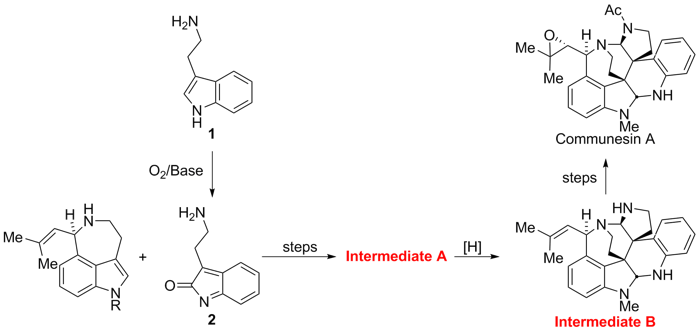 H2N
N
H
1
O2/Base
H
H
N
Me
Me
N
R
+
H2N
O
N
2
steps
Intermediate A
[H]
Ac
N
O
H
N
Me
Me
N
Me
NH
Communesin A
steps
HN
H
N
Me
Me
N
Me
NH
Intermediate B